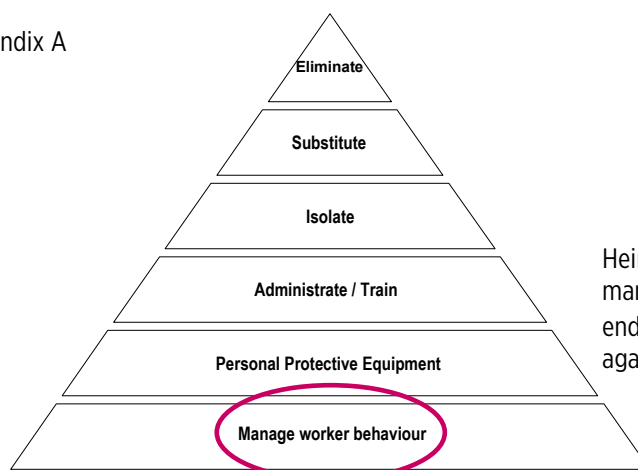 ndix A
Eliminate
Substitute
Isolate
Administrate / Train
Personal Protective Equipment
Manage worker behaviour